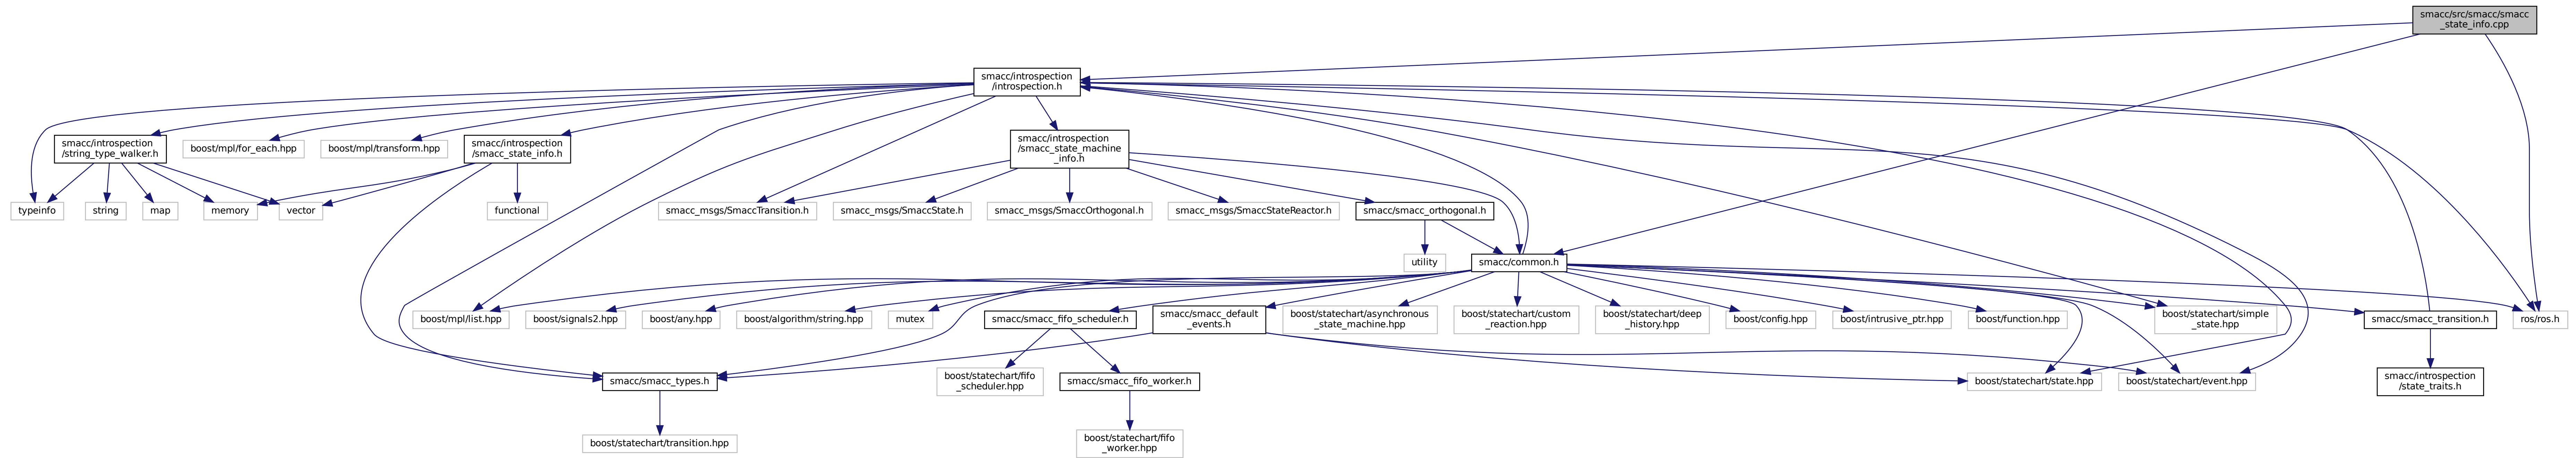 smacc/src/smacc/smacc
_state_info.cpp
smacc/introspection
/introspection.h
smacc/introspection
/string_type_walker.h
boost/mpl/for_each.hpp
boost/mpl/transform.hpp
smacc/introspection
/smacc_state_info.h
smacc/introspection
/smacc_state_machine
_info.h
typeinfo
string
map
memory
vector
functional
smacc_msgs/SmaccTransition.h
smacc_msgs/SmaccState.h
smacc_msgs/SmaccOrthogonal.h
smacc_msgs/SmaccStateReactor.h
smacc/smacc_orthogonal.h
utility
smacc/common.h
boost/mpl/list.hpp
boost/signals2.hpp
boost/any.hpp
boost/algorithm/string.hpp
mutex
smacc/smacc_fifo_scheduler.h
smacc/smacc_default
_events.h
boost/statechart/asynchronous
_state_machine.hpp
boost/statechart/custom
_reaction.hpp
boost/statechart/deep
_history.hpp
boost/config.hpp
boost/intrusive_ptr.hpp
boost/function.hpp
boost/statechart/simple
_state.hpp
smacc/smacc_transition.h
ros/ros.h
smacc/smacc_types.h
boost/statechart/fifo
_scheduler.hpp
smacc/smacc_fifo_worker.h
boost/statechart/state.hpp
boost/statechart/event.hpp
smacc/introspection
/state_traits.h
boost/statechart/transition.hpp
boost/statechart/fifo
_worker.hpp